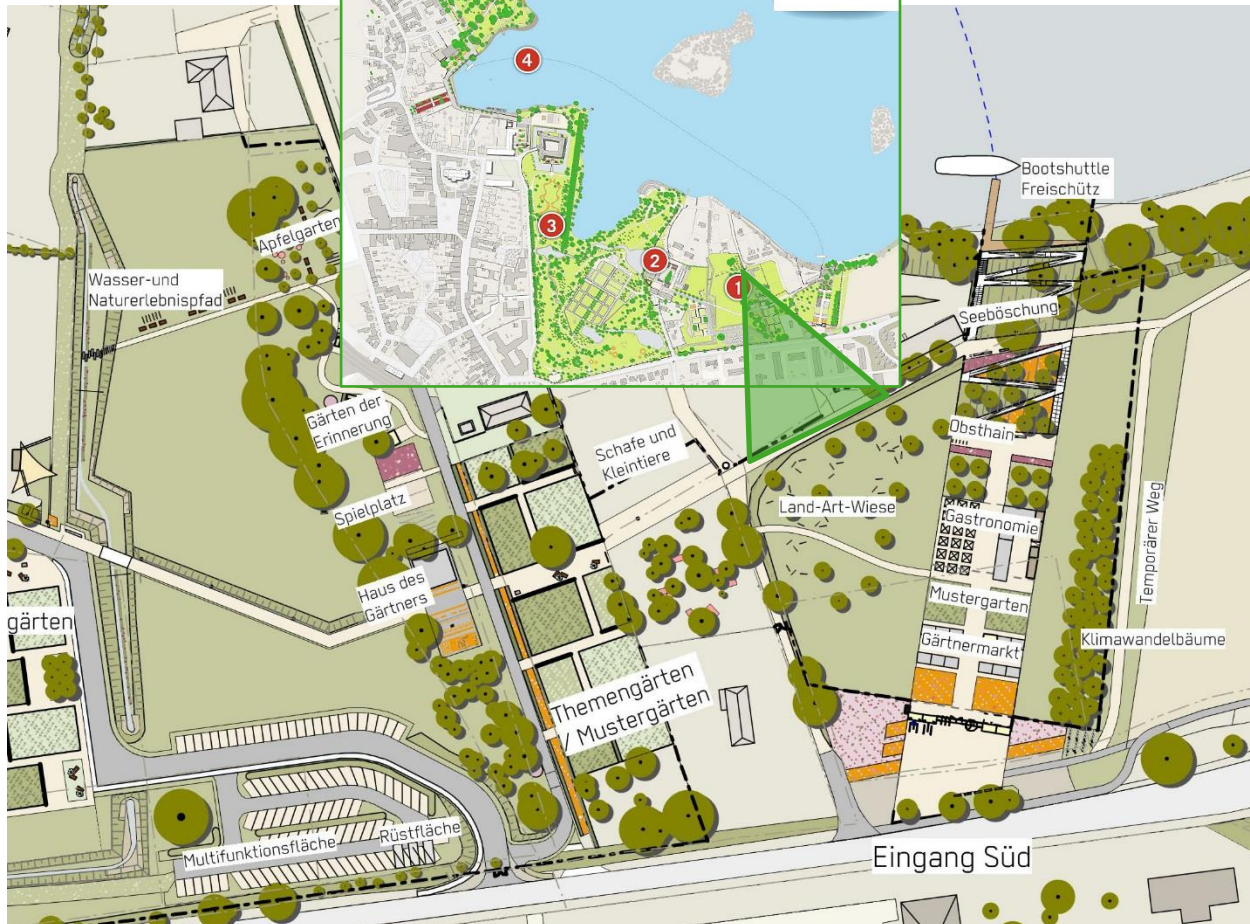 4
3
2
1
Bootshuttle
Freischütz
Apfelgarten
Wasser-und
Naturerlebnispfad
Seeböschung
Gärten der
Erinnerung
Schafe und
Kleintiere
Obsthain
Spielplatz
Land-Art-Wiese
Gastronomie
Temporärer Weg
Haus des
Gärtners
Mustergarten
gärten
Gärtnermarkt
Klimawandelbäume
Themengärten
/ Mustergärten
Rüstfläche
Multifunktionsfläche
Eingang Süd